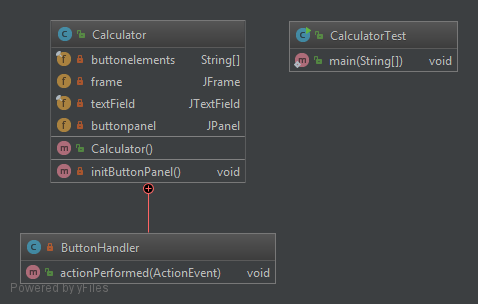 Calculator
buttonelements String[]
frame JFrame
textField JTextField
buttonpanel JPanel
Calculator()
initButtonPanel() void
CalculatorTest
main(String[]) void
ButtonHandler
actionPerformed(ActionEvent) void
Powered by yFiles